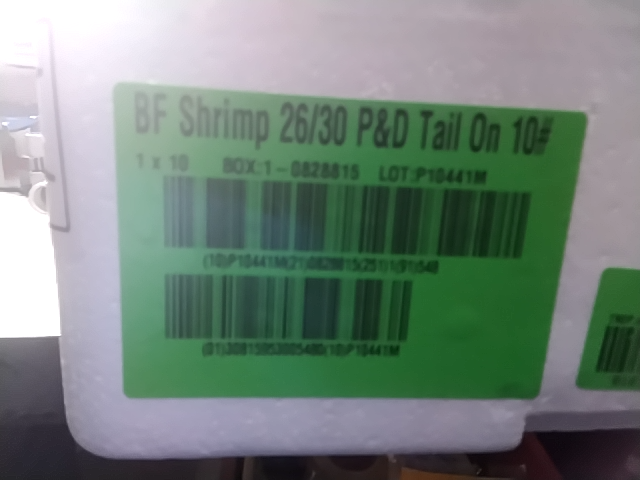 BF Shrimp 26/30 P&D Tail On 10#
1 x 10 BOX:1-0828815 LOT:P10441M
(10)P10441M(21)0828815(251)1(91)548
(01)30815053005480(10)P10441M